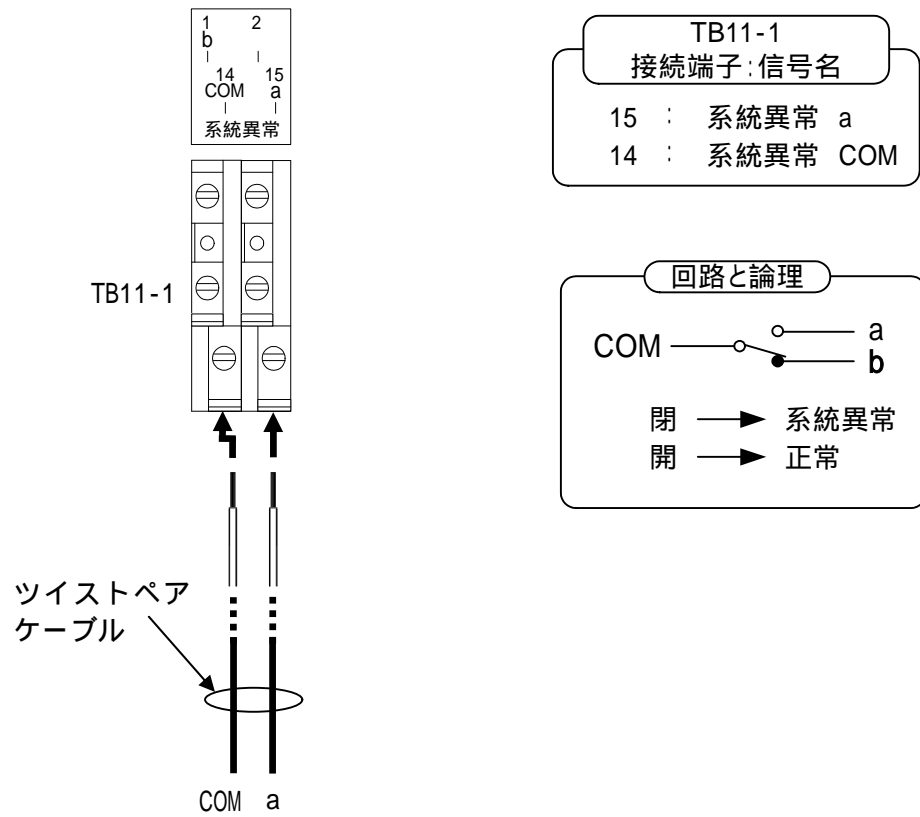 1 2
b
14 15
COM a
系統異常
TB11-1
ツイストペア
ケーブル
COM a
TB11-1
接続端子:信号名
15 : 系統異常 a
14 : 系統異常 COM
回路と論理
COM a
b
閉 系統異常
開 正常